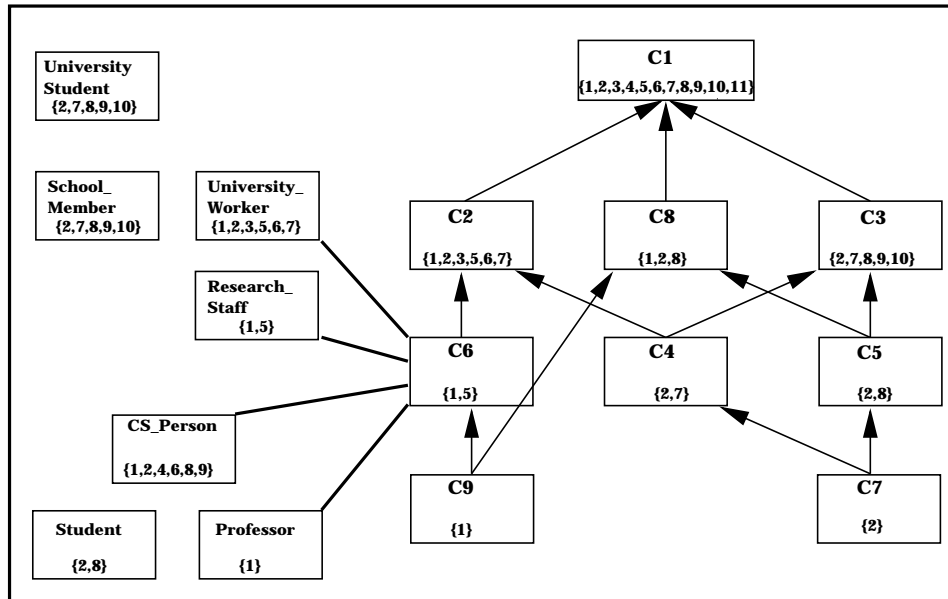 University
Student
{2,7,8,9,10}
C1
{1,2,3,4,5,6,7,8,9,10,11}
School_
Member
{2,7,8,9,10}
University_
Worker
{1,2,3,5,6,7}
C2
{1,2,3,5,6,7}
C8
{1,2,8}
C3
{2,7,8,9,10}
Research_
Staff
{1,5}
C6
{1,5}
C4
{2,7}
C5
{2,8}
CS_Person
{1,2,4,6,8,9}
C9
{1}
C7
{2}
Student
{2,8}
Professor
{1}